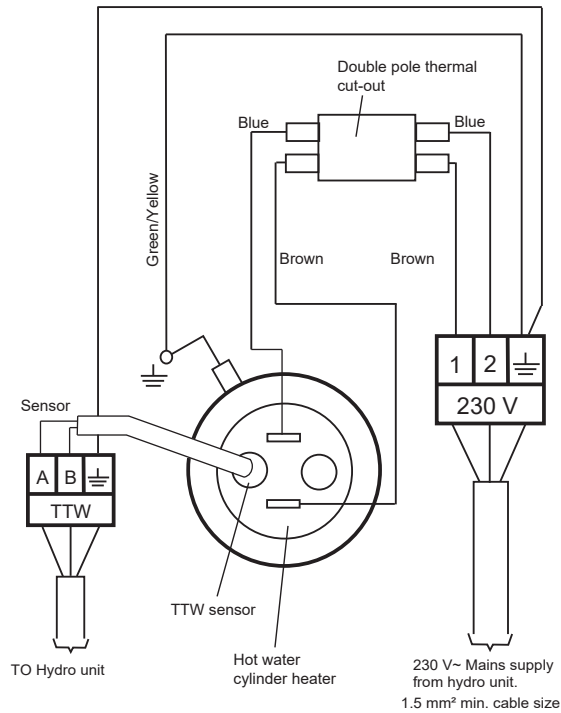 Double pole thermal
cut-out
Blue
Blue
Green/Yellow
Brown
Brown
1 2
230 V
Sensor
A B
TTW
TTW sensor
TO Hydro unit
Hot water
cylinder heater
230 V~ Mains supply
from hydro unit.
1.5 mm² min. cable size